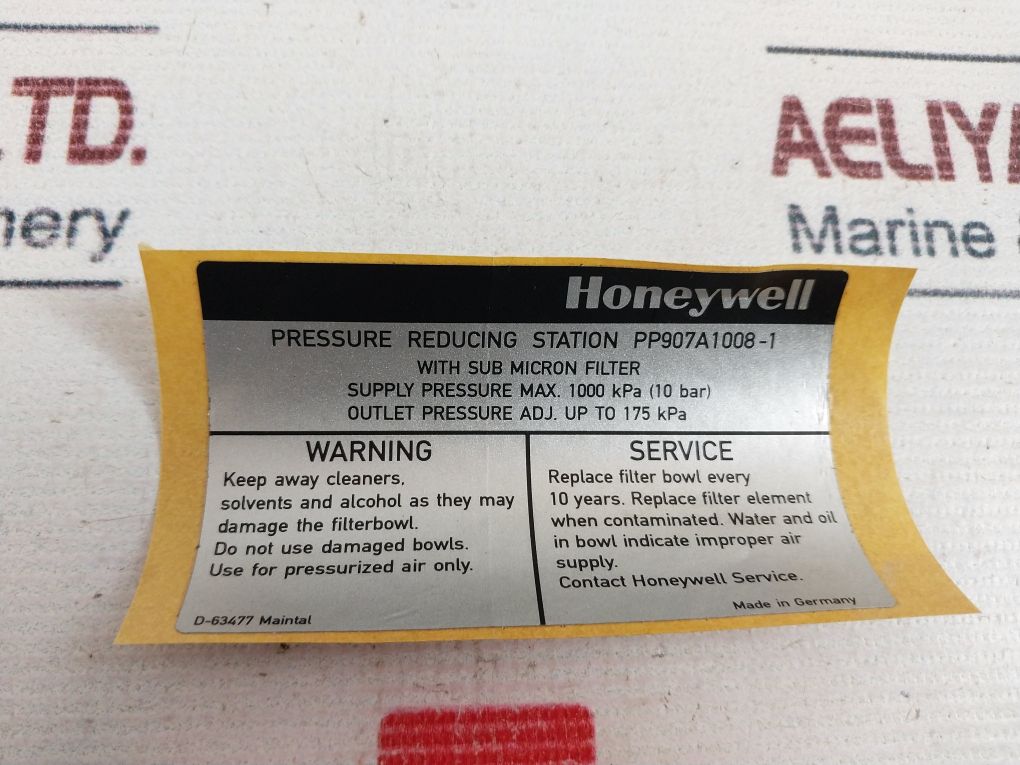 LTD.
AELIY
nery
Marine
Honeywell
PRESSURE REDUCING STATION PP907A1008-1
WITH SUB MICRON FILTER
SUPPLY PRESSURE MAX. 1000 kPa (10 bar)
OUTLET PRESSURE ADJ. UP TO 175 kPa
WARNING
Keep away cleaners,
solvents and alcohol as they may
damage the filterbowl.
Do not use damaged bowls.
Use for pressurized air only.
D-63477 Maintal
SERVICE
Replace filter bowl every
10 years. Replace filter element
when contaminated. Water and oil
in bowl indicate improper air
supply.
Contact Honeywell Service.
Made in Germany